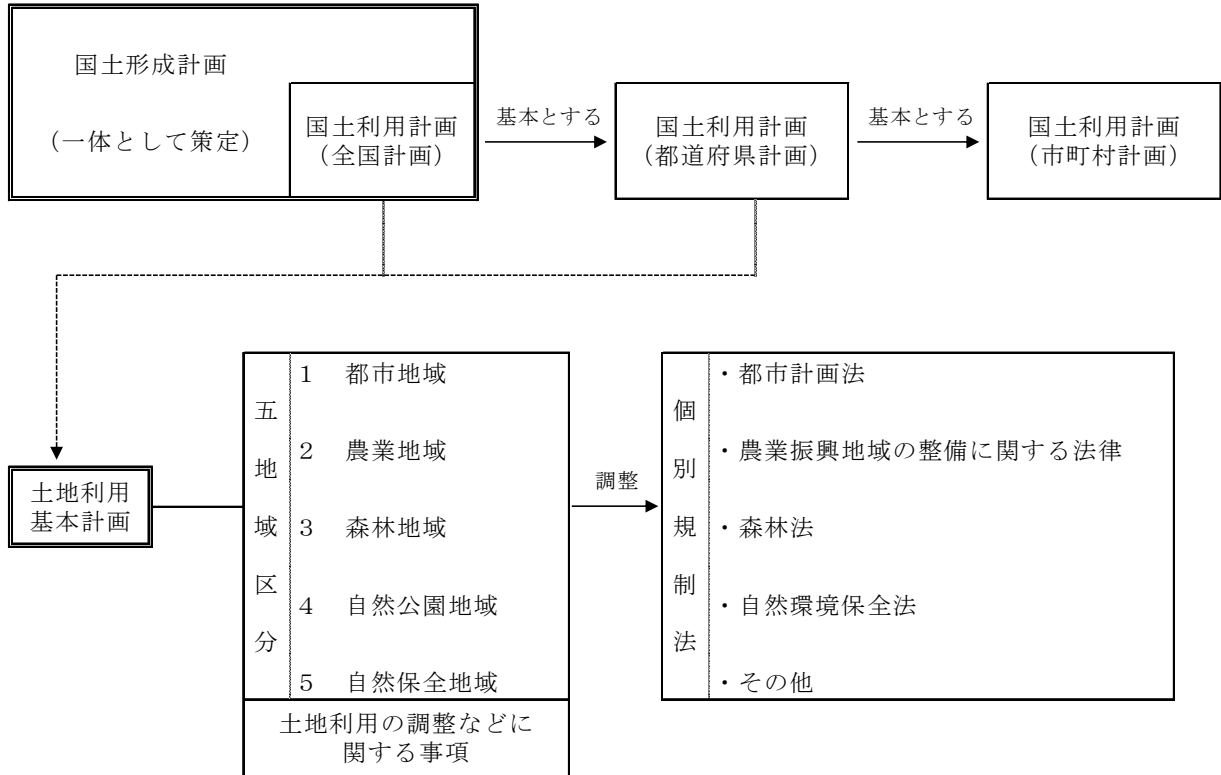 国土形成計画
(一体として策定)
国土利用計画
(全国計画)
基本とする
国土利用計画
(都道府県計画)
基本とする
国土利用計画
(市町村計画)
土地利用
基本計画
五地域区分
1 都市地域
2 農業地域
3 森林地域
4 自然公園地域
5 自然保全地域
土地利用の調整などに
関する事項
調整
個別規制法
・都市計画法
・農業振興地域の整備に関する法律
・森林法
・自然環境保全法
・その他